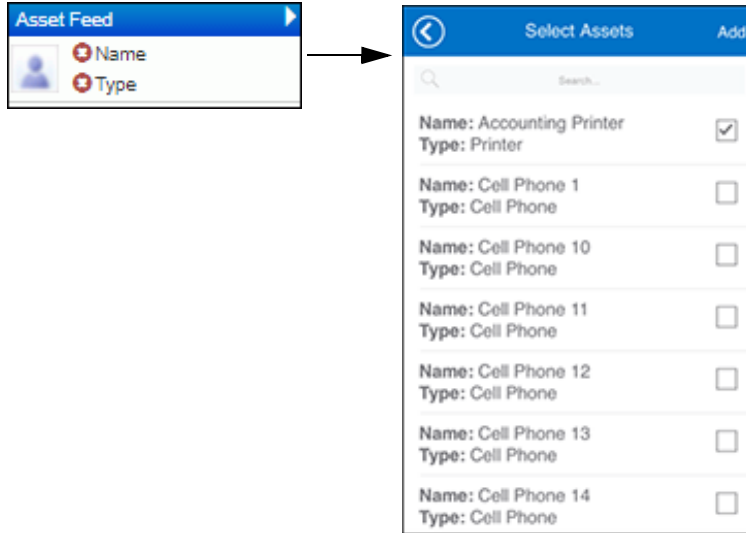 Asset Feed
Name
Type
Select Assets
Add
Search...
Name: Accounting Printer
Type: Printer
Name: Cell Phone 1
Type: Cell Phone
Name: Cell Phone 10
Type: Cell Phone
Name: Cell Phone 11
Type: Cell Phone
Name: Cell Phone 12
Type: Cell Phone
Name: Cell Phone 13
Type: Cell Phone
Name: Cell Phone 14
Type: Cell Phone